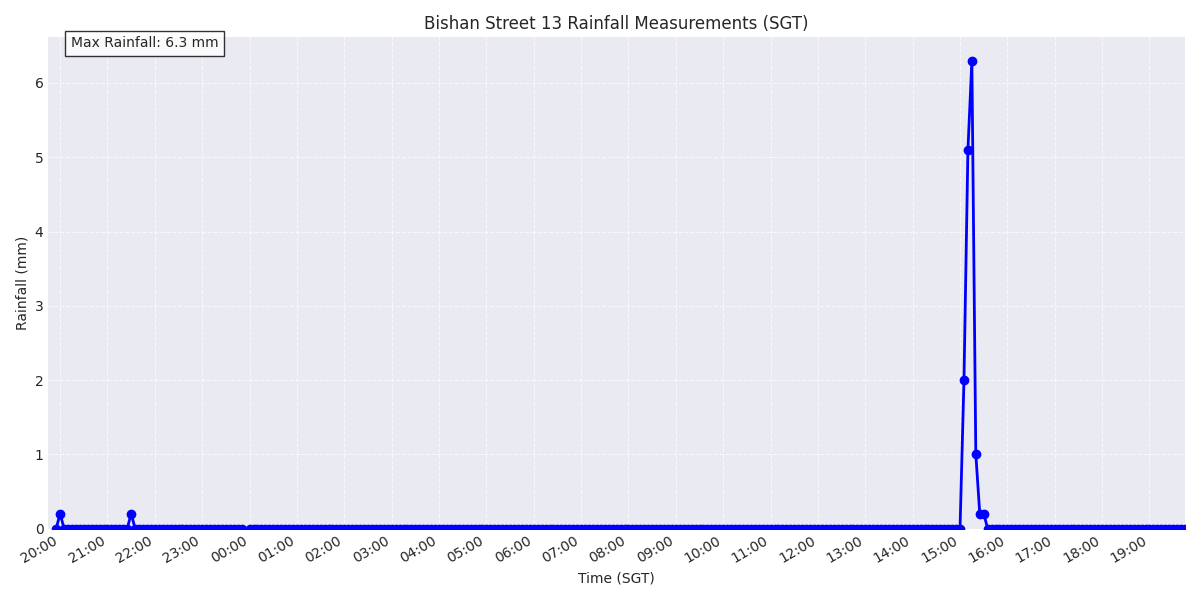 Bishan Street 13 Rainfall Measurements (SGT)
Max Rainfall: 6.3 mm
6
5
4
3
2
1
0
Rainfall (mm)
20:00 21:00 22:00 23:00 00:00 01:00 02:00 03:00 04:00 05:00 06:00 07:00 08:00 09:00 10:00 11:00 12:00 13:00 14:00 15:00 16:00 17:00 18:00 19:00
Time (SGT)